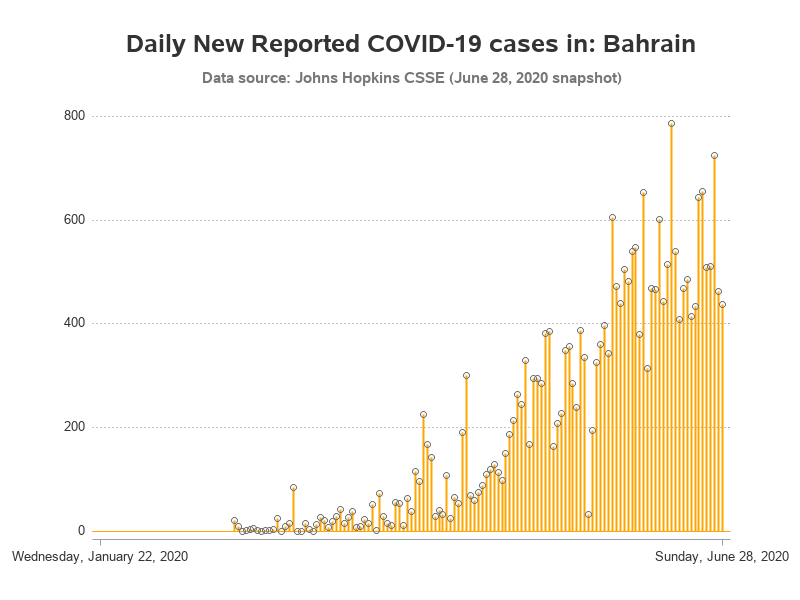 Daily New Reported COVID-19 cases in: Bahrain
Data source: Johns Hopkins CSSE (June 28, 2020 snapshot)
800
600
400
200
0
Wednesday, January 22, 2020
Sunday, June 28, 2020